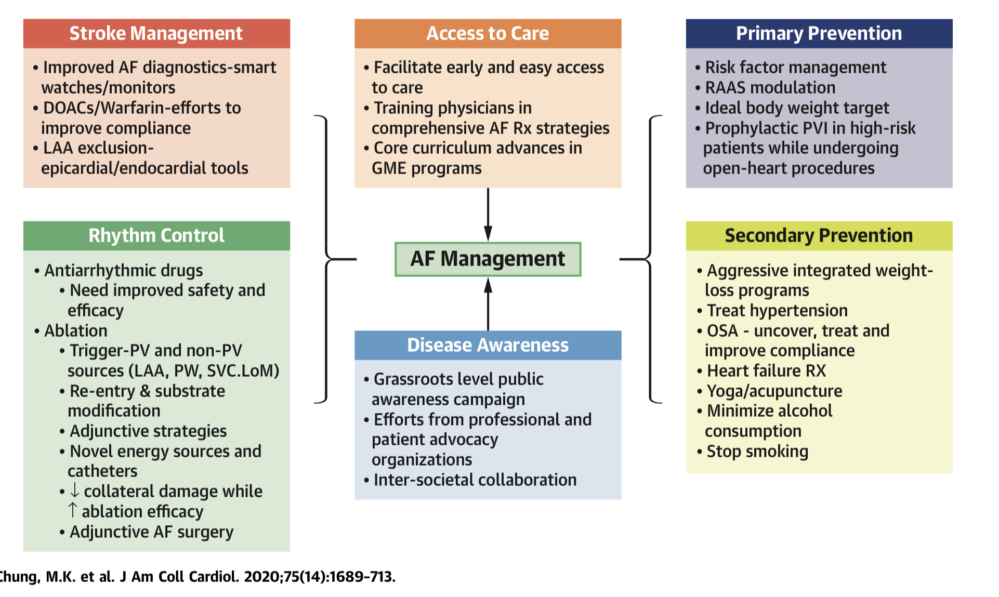 Stroke Management
• Improved AF diagnostics-smart
watches/monitors
• DOACs/Warfarin-efforts to
improve compliance
• LAA exclusion-
epicardial/endocardial tools
Access to Care
• Facilitate early and easy access
to care
• Training physicians in
comprehensive AF Rx strategies
• Core curriculum advances in
GME programs
Primary Prevention
• Risk factor management
• RAAS modulation
• Ideal body weight target
• Prophylactic PVI in high-risk
patients while undergoing
open-heart procedures
AF Management
Rhythm Control
• Antiarrhythmic drugs
• Need improved safety and
efficacy
• Ablation
• Trigger-PV and non-PV
sources (LAA, PW, SVC.LoM)
• Re-entry & substrate
modification
• Adjunctive strategies
• Novel energy sources and
catheters
• ↓ collateral damage while
↑ ablation efficacy
• Adjunctive AF surgery
Disease Awareness
• Grassroots level public
awareness campaign
• Efforts from professional and
patient advocacy
organizations
• Inter-societal collaboration
Secondary Prevention
• Aggressive integrated weight-
loss programs
• Treat hypertension
• OSA - uncover, treat and
improve compliance
• Heart failure RX
• Yoga/acupuncture
• Minimize alcohol
consumption
• Stop smoking
Chung, M.K. et al. J Am Coll Cardiol. 2020;75(14):1689-713.